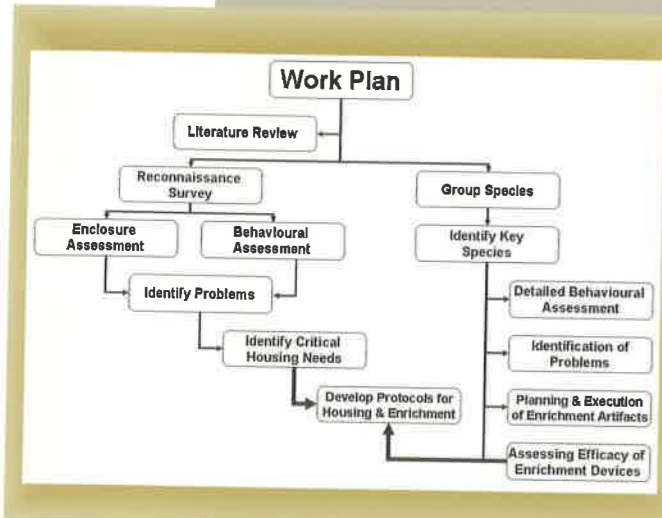 Work Plan
Literature Review
Reconnaissance
Survey
Group Species
Enclosure
Assessment
Behavioural
Assessment
Identify Key
Species
Identify Problems
Detailed Behavioural
Assessment
Identify Critical
Housing Needs
Identification of
Problems
Develop Protocols for
Housing & Enrichment
Planning & Execution
of Enrichment Artifacts
Assessing Efficacy of
Enrichment Devices